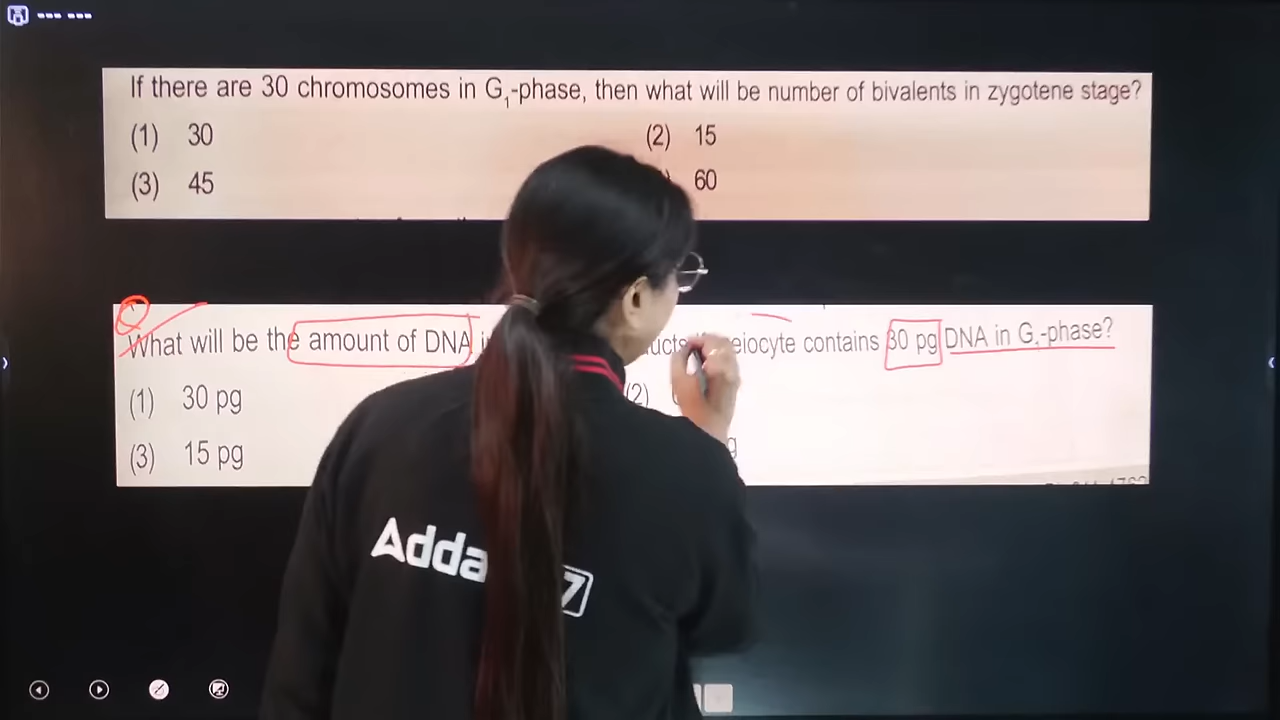 If there are 30 chromosomes in G1-phase, then what will be number of bivalents in zygotene stage?
(1) 30
(2) 15
(3) 45
60
What will be the amount of DNA
contains 30 pg DNA in G1-phase?
(1) 30 pg
(2)
(3) 15 pg
Adda
7